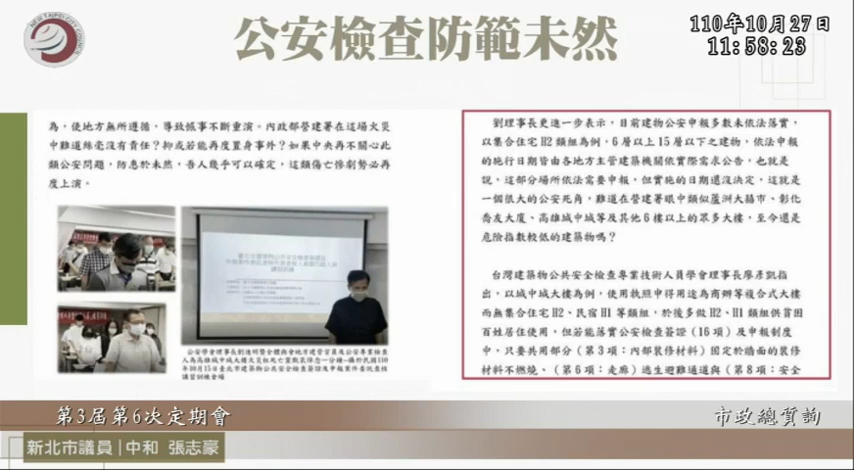 NEW TAIPEI CITY COUNCIL
公安檢查防範未然
110年10月27日
11:58:23
為，使地方無所遵循，導致憾事不斷重演。內政部營建署在這場大災
中難道絲毫沒有責任？抑或若能再度置身事外？如果中央再不關心此
類公安問題，防患於未然，吾人幾乎可以確定，這類傷亡慘劇勢必再
度上演。
劉理事長更進一步表示，目前建物公安申報多數未依法落實，
以集合住宅H2類組為例，6層以上15層以下之建物，依法申報
的施行日期皆由各地方主管建築機關依實際需求公告，也就是
說，這部分場所依法需要申報，但實施的日期還沒決定，這就是
一個很大的公安死角，難道在營建署眼中類似蘆洲大囍市、彰化
喬友大廈、高雄城中城等及其他6樓以上的眾多大樓，至今還是
危險指數較低的建築物嗎？
台灣建築物公共安全檢查專業技術人員學會理事長廖彥凱指
出，以城中城大樓為例，使用執照中得用途為商辦等複合式大樓
而無集合住宅H2、民宿H1等類組，於後多做H2、H1類組供貧困
百姓居住使用，但若能落實公安檢查簽證(16項)及申報制度
中，只要共用部分(第3項：內部裝修材料)固定於牆面的裝修
材料不燃燒、(第6項：走廊)逃生避難通道與(第8項：安全
第3屆第6次定期會
市政總質詢
新北市議員|中和 張志豪